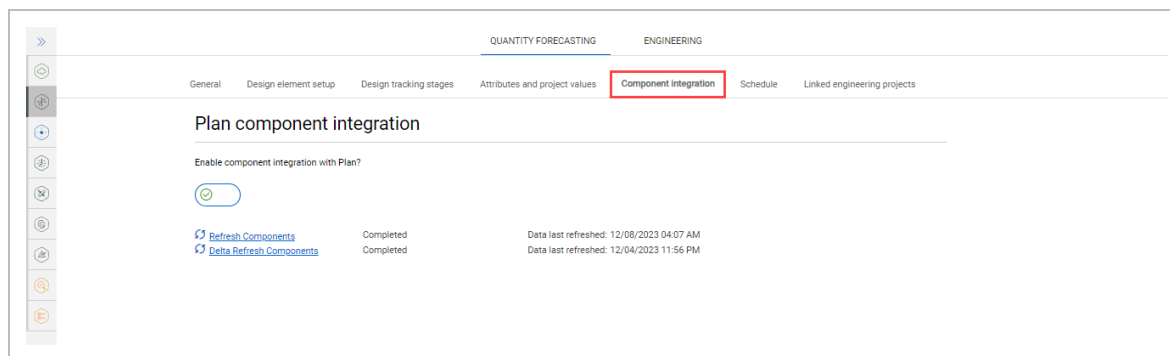 QUANTITY FORECASTING ENGINEERING
General Design element setup Design tracking stages Attributes and project values Component integration Schedule Linked engineering projects
Plan component integration
Enable component integration with Plan?
Refresh Components Completed Data last refreshed: 12/08/2023 04:07 AM
Delta Refresh Components Completed Data last refreshed: 12/04/2023 11:56 PM